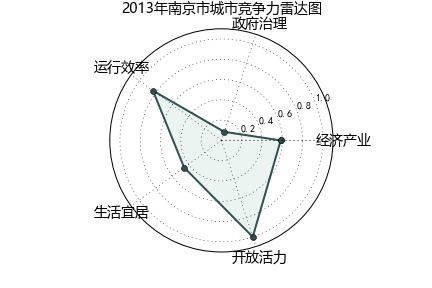 2013年南京市城市竞争力雷达图
政府治理
运行效率
1.0
0.8
0.6
0.4
0.2
经济产业
生活宜居
开放活力